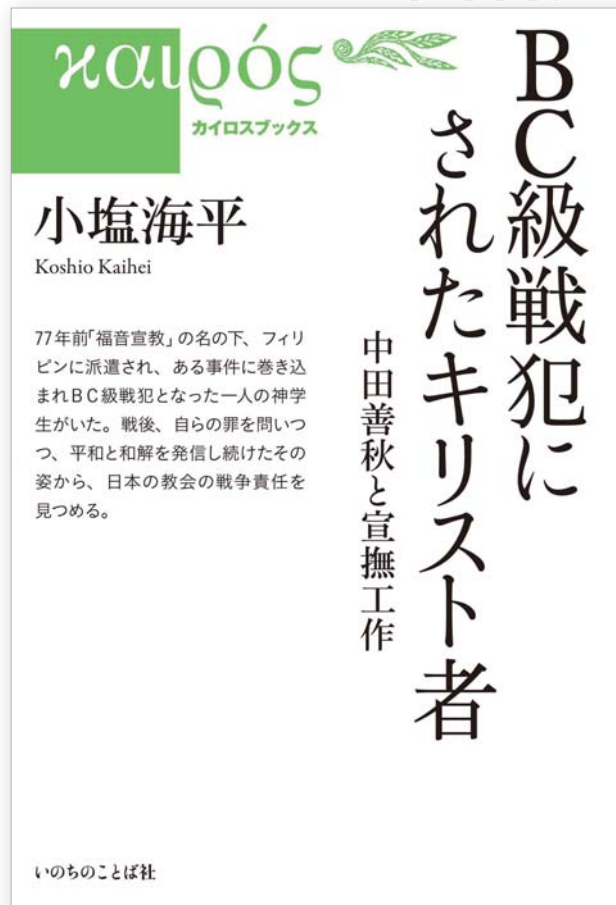 ϰαιρός
カイロスブックス
BC級戦犯に
されたキリスト者
中田善秋と宣撫工作
小塩海平
Koshio Kaihei
77年前「福音宣教」の名の下、フィリ
ピンに派遣され、ある事件に巻き込
まれBC級戦犯となった一人の神学
生がいた。戦後、自らの罪を問いつ
つ、平和と和解を発信し続けたその
姿から、日本の教会の戦争責任を
見つめる。
いのちのことば社